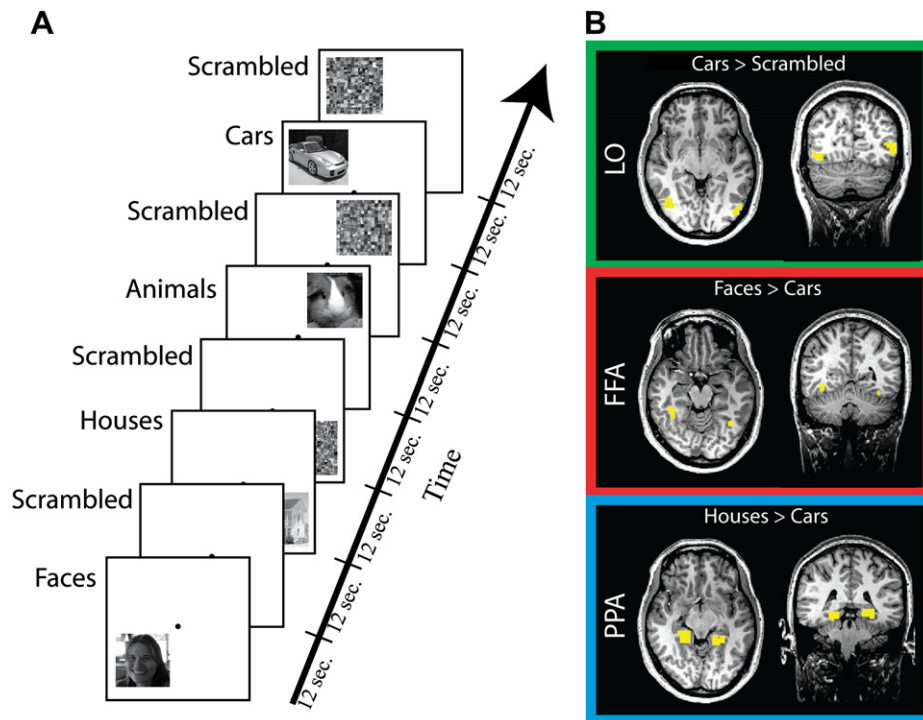 A
Scrambled
Cars
Scrambled
Animals
Scrambled
Houses
Scrambled
Faces
12 sec.
12 sec.
12 sec.
12 sec.
12 sec.
12 sec.
12 sec.
12 sec.
Time
B
Cars > Scrambled
LO
Faces > Cars
FFA
Houses > Cars
PPA